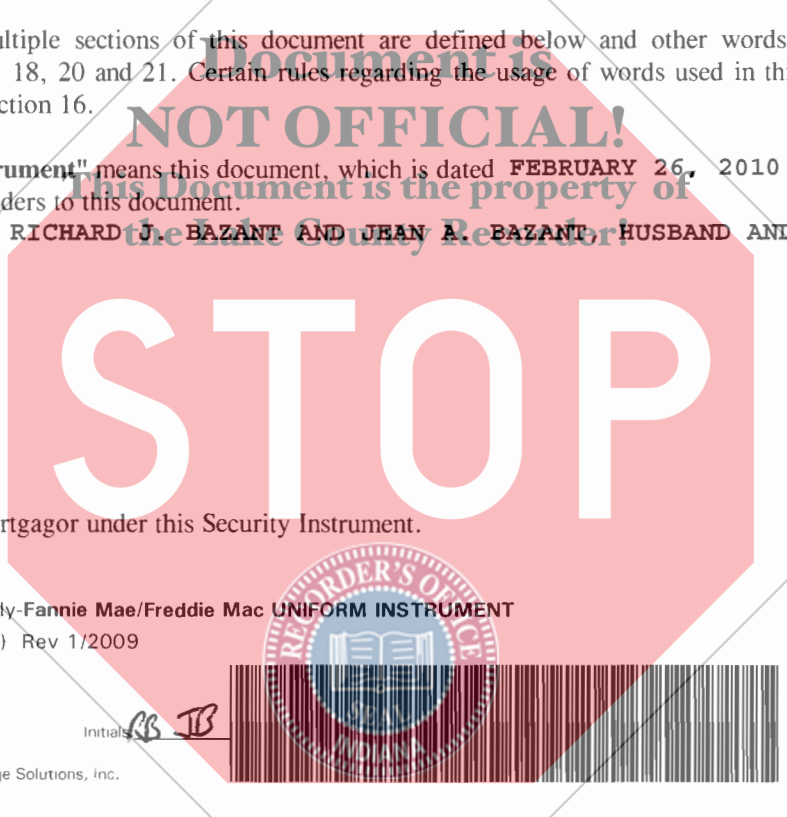 ultiple sections of this document are defined below and other words
Document is
18, 20 and 21. Certain rules regarding the usage of words used in thi
ction 16.
NOT OFFICIAL!
rument" means this document, which is dated FEBRUARY 26, 2010
This Document is the property of
ders to this document.
the Lake County Recorder!
RICHARD J. BAZANT AND JEAN A. BAZANT, HUSBAND AND
STOP
rtgagor under this Security Instrument.
RECORDER'S OFFICE
ly-Fannie Mae/Freddie Mac UNIFORM INSTRUMENT
) Rev 1/2009
SEAL
Initials RB JB
INDIANA
ge Solutions, Inc.